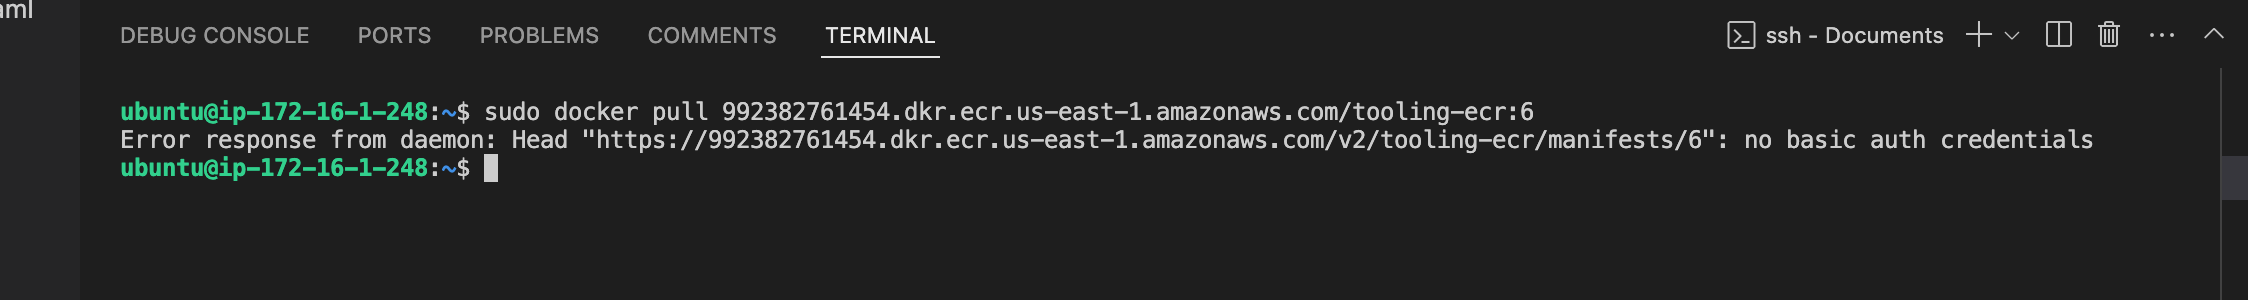 aml
DEBUG CONSOLE PORTS PROBLEMS COMMENTS TERMINAL ssh - Documents
ubuntu@ip-172-16-1-248:~$ sudo docker pull 992382761454.dkr.ecr.us-east-1.amazonaws.com/tooling-ecr:6
Error response from daemon: Head "https://992382761454.dkr.ecr.us-east-1.amazonaws.com/v2/tooling-ecr/manifests/6": no basic auth credentials
ubuntu@ip-172-16-1-248:~$